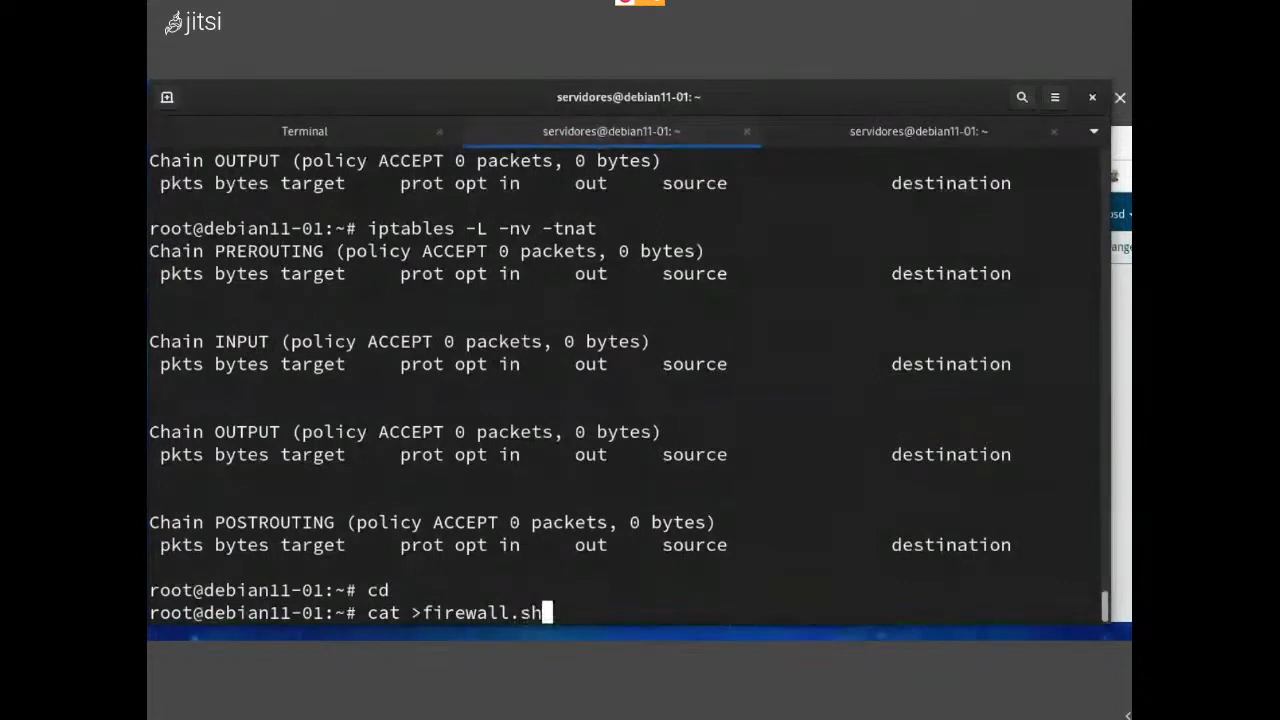 jitsi
servidores@debian11-01: ~
Terminal
servidores@debian11-01: ~
servidores@debian11-01: ~
Chain OUTPUT (policy ACCEPT 0 packets, 0 bytes)
pkts bytes target prot opt in out source destination
root@debian11-01:~# iptables -L -nv -tnat
Chain PREROUTING (policy ACCEPT 0 packets, 0 bytes)
pkts bytes target prot opt in out source destination
Chain INPUT (policy ACCEPT 0 packets, 0 bytes)
pkts bytes target prot opt in out source destination
Chain OUTPUT (policy ACCEPT 0 packets, 0 bytes)
pkts bytes target prot opt in out source destination
Chain POSTROUTING (policy ACCEPT 0 packets, 0 bytes)
pkts bytes target prot opt in out source destination
root@debian11-01:~# cd
root@debian11-01:~# cat >firewall.sh